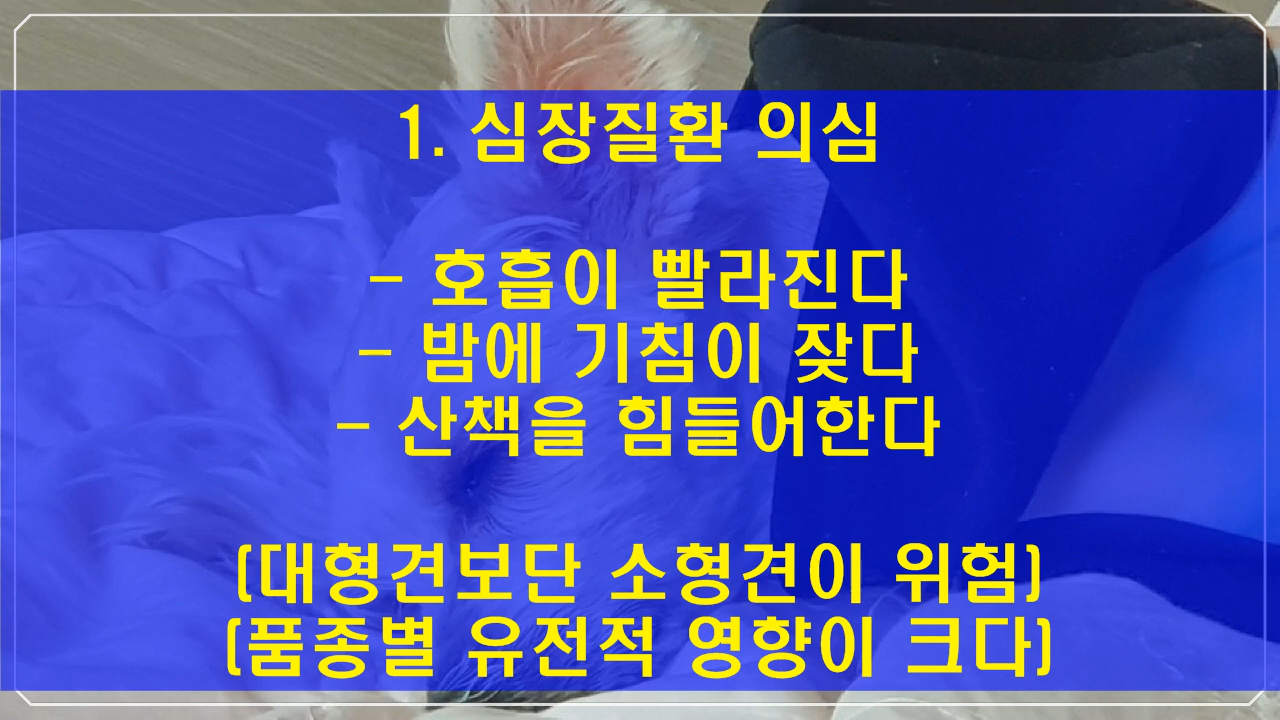 1. 심장질환 의심
- 호흡이 빨라진다
- 밤에 기침이 잦다
- 산책을 힘들어한다
(대형견보단 소형견이 위험)
(품종별 유전적 영향이 크다)